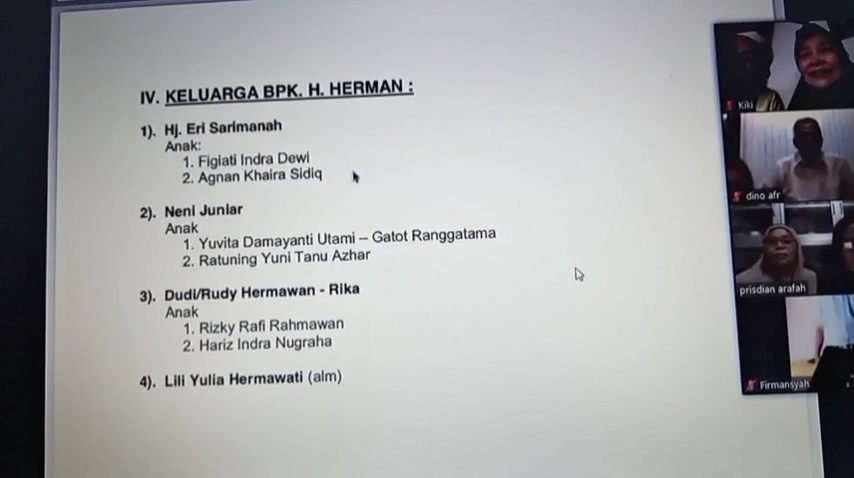 IV. KELUARGA BPK. H. HERMAN :
1). Hj. Eri Sarimanah
Anak:
1. Figiati Indra Dewi
2. Agnan Khaira Sidiq
2). Neni Juniar
Anak
1. Yuvita Damayanti Utami – Gatot Ranggatama
2. Ratuning Yuni Tanu Azhar
3). Dudi/Rudy Hermawan - Rika
Anak
1. Rizky Rafi Rahmawan
2. Hariz Indra Nugraha
4). Lili Yulia Hermawati (alm)
Kiki
dino afr
prisdian arafah
Firmansyah